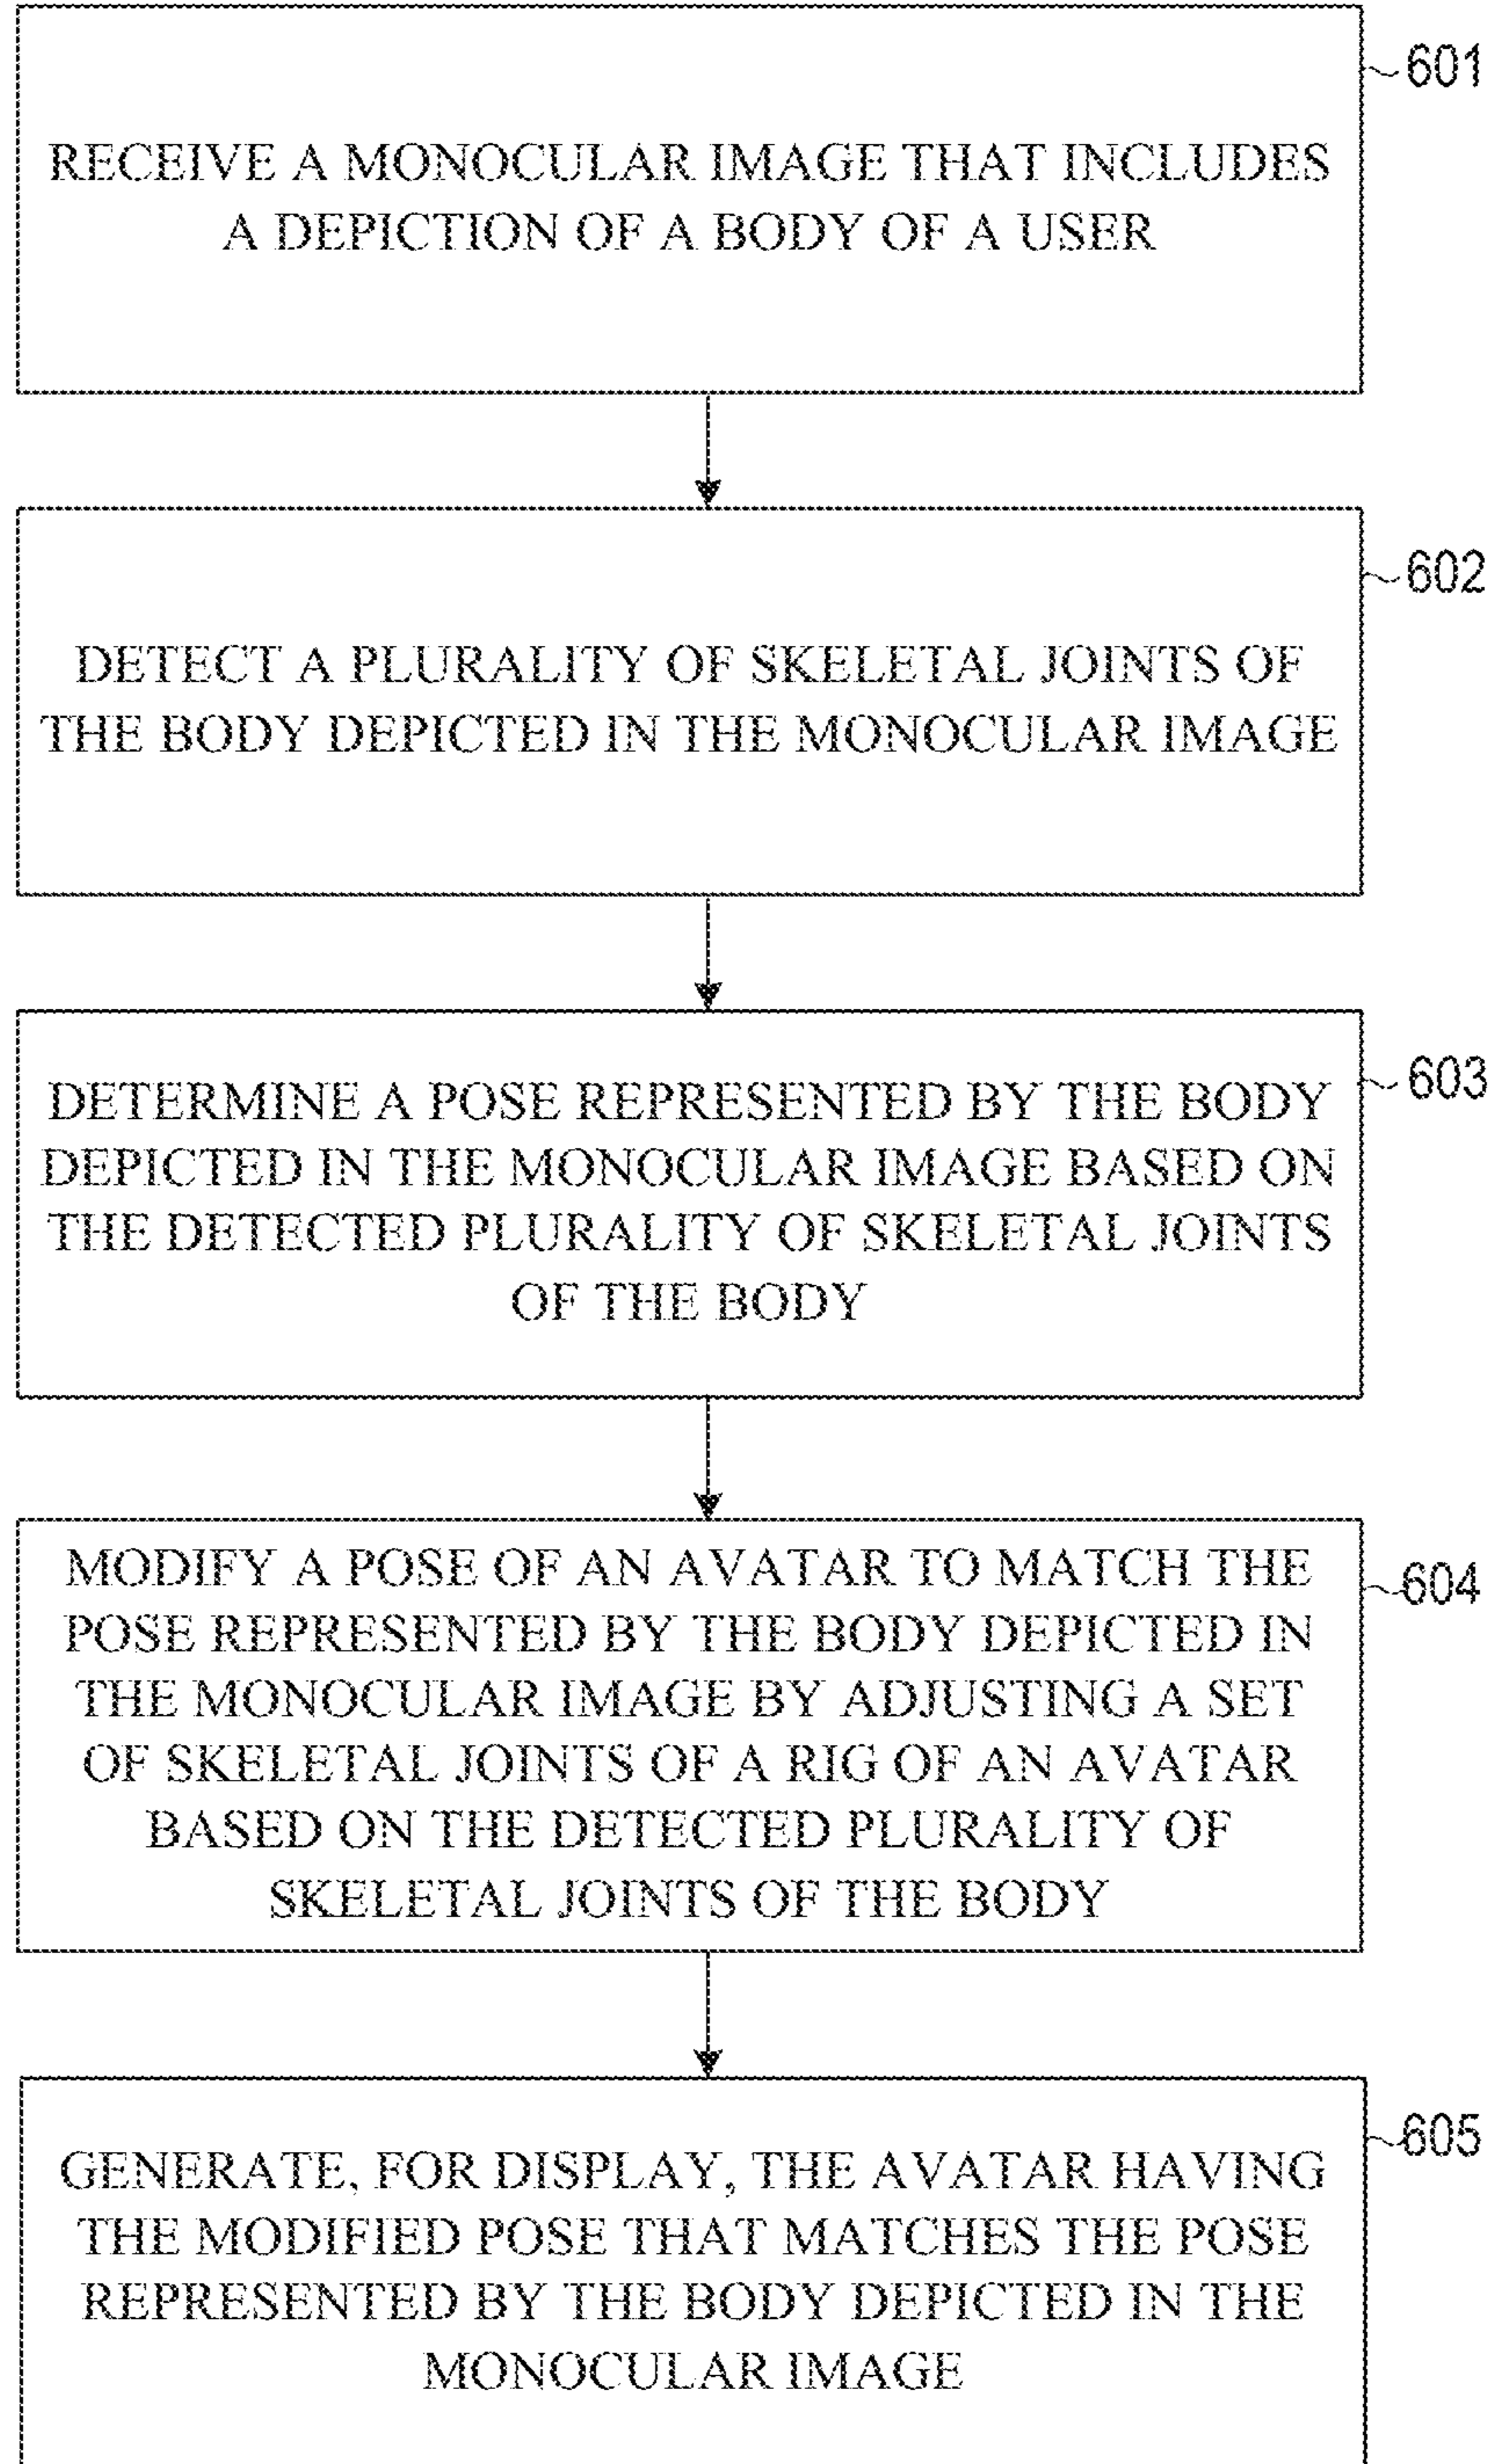 601
RECEIVE A MONOCULAR IMAGE THAT INCLUDES
A DEPICTION OF A BODY OF A USER
602
DETECT A PLURALITY OF SKELETAL JOINTS OF
THE BODY DEPICTED IN THE MONOCULAR IMAGE
603
DETERMINE A POSE REPRESENTED BY THE BODY
DEPICTED IN THE MONOCULAR IMAGE BASED ON
THE DETECTED PLURALITY OF SKELETAL JOINTS
OF THE BODY
604
MODIFY A POSE OF AN AVATAR TO MATCH THE
POSE REPRESENTED BY THE BODY DEPICTED IN
THE MONOCULAR IMAGE BY ADJUSTING A SET
OF SKELETAL JOINTS OF A RIG OF AN AVATAR
BASED ON THE DETECTED PLURALITY OF
SKELETAL JOINTS OF THE BODY
605
GENERATE, FOR DISPLAY, THE AVATAR HAVING
THE MODIFIED POSE THAT MATCHES THE POSE
REPRESENTED BY THE BODY DEPICTED IN THE
MONOCULAR IMAGE